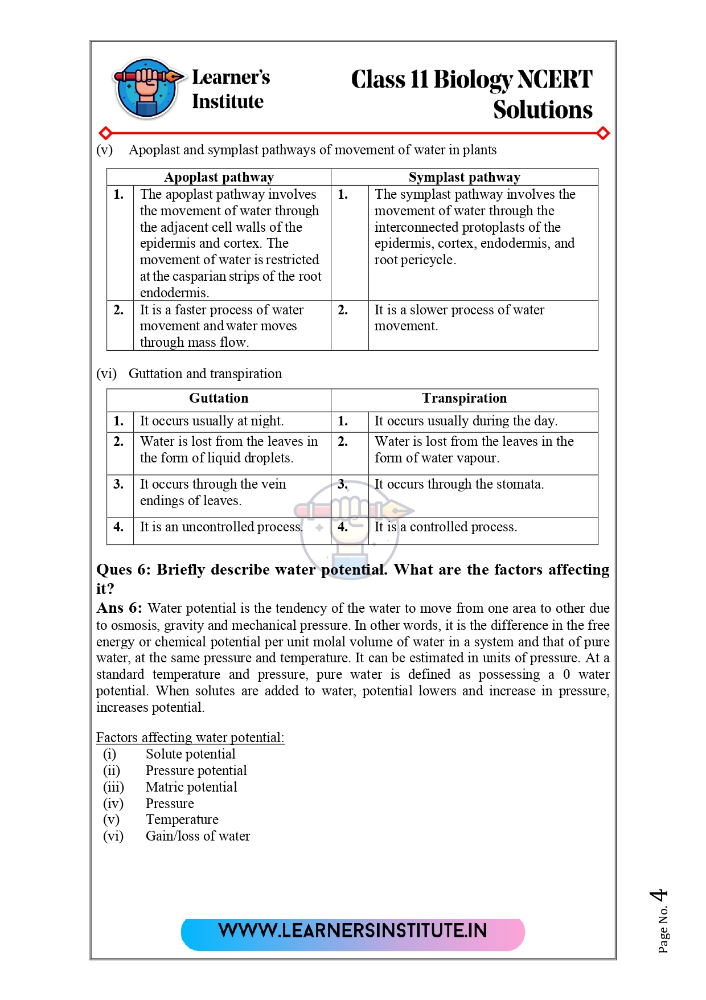 Learner's
Institute
Class 11 Biology NCERT
Solutions
(v) Apoplast and symplast pathways of movement of water in plants
Apoplast pathway Symplast pathway
1. The apoplast pathway involves
the movement of water through
the adjacent cell walls of the
epidermis and cortex. The
movement of water is restricted
at the casparian strips of the root
endodermis.
1. The symplast pathway involves the
movement of water through the
interconnected protoplasts of the
epidermis, cortex, endodermis, and
root pericycle.
2. It is a faster process of water
movement and water moves
through mass flow.
2. It is a slower process of water
movement.
(vi) Guttation and transpiration
Guttation Transpiration
1. It occurs usually at night. 1. It occurs usually during the day.
2. Water is lost from the leaves in
the form of liquid droplets.
2. Water is lost from the leaves in the
form of water vapour.
3. It occurs through the vein
endings of leaves.
3. It occurs through the stomata.
4. It is an uncontrolled process. 4. It is a controlled process.
Ques 6: Briefly describe water potential. What are the factors affecting
it?
Ans 6: Water potential is the tendency of the water to move from one area to other due
to osmosis, gravity and mechanical pressure. In other words, it is the difference in the free
energy or chemical potential per unit molal volume of water in a system and that of pure
water, at the same pressure and temperature. It can be estimated in units of pressure. At a
standard temperature and pressure, pure water is defined as possessing a 0 water
potential. When solutes are added to water, potential lowers and increase in pressure,
increases potential.
Factors affecting water potential:
(i) Solute potential
(ii) Pressure potential
(iii) Matric potential
(iv) Pressure
(v) Temperature
(vi) Gain/loss of water
WWW.LEARNERSINSTITUTE.IN
Page No. 4